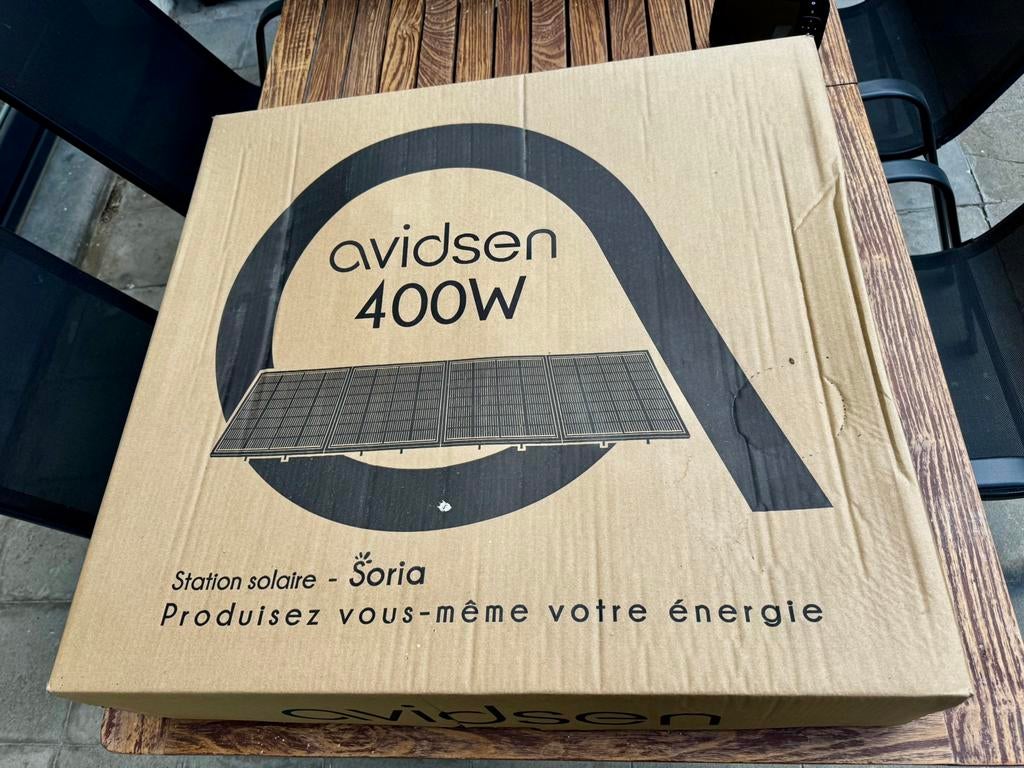 avidsen
400W
Station solaire - Soria
Produisez vous-même votre énergie
avidsen